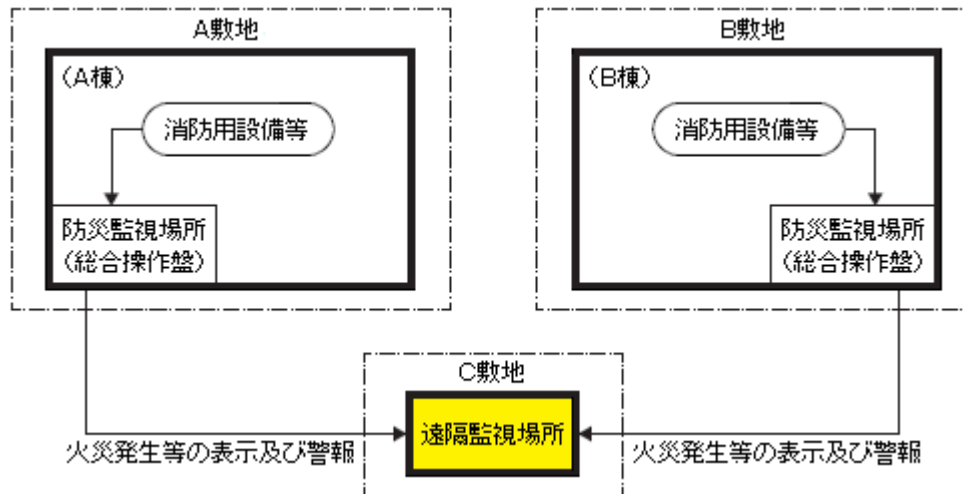 A敷地
(A棟)
消防用設備等
防災監視場所
(総合操作盤)
B敷地
(B棟)
消防用設備等
防災監視場所
(総合操作盤)
C敷地
遠隔監視場所
火災発生等の表示及び警報
火災発生等の表示及び警報